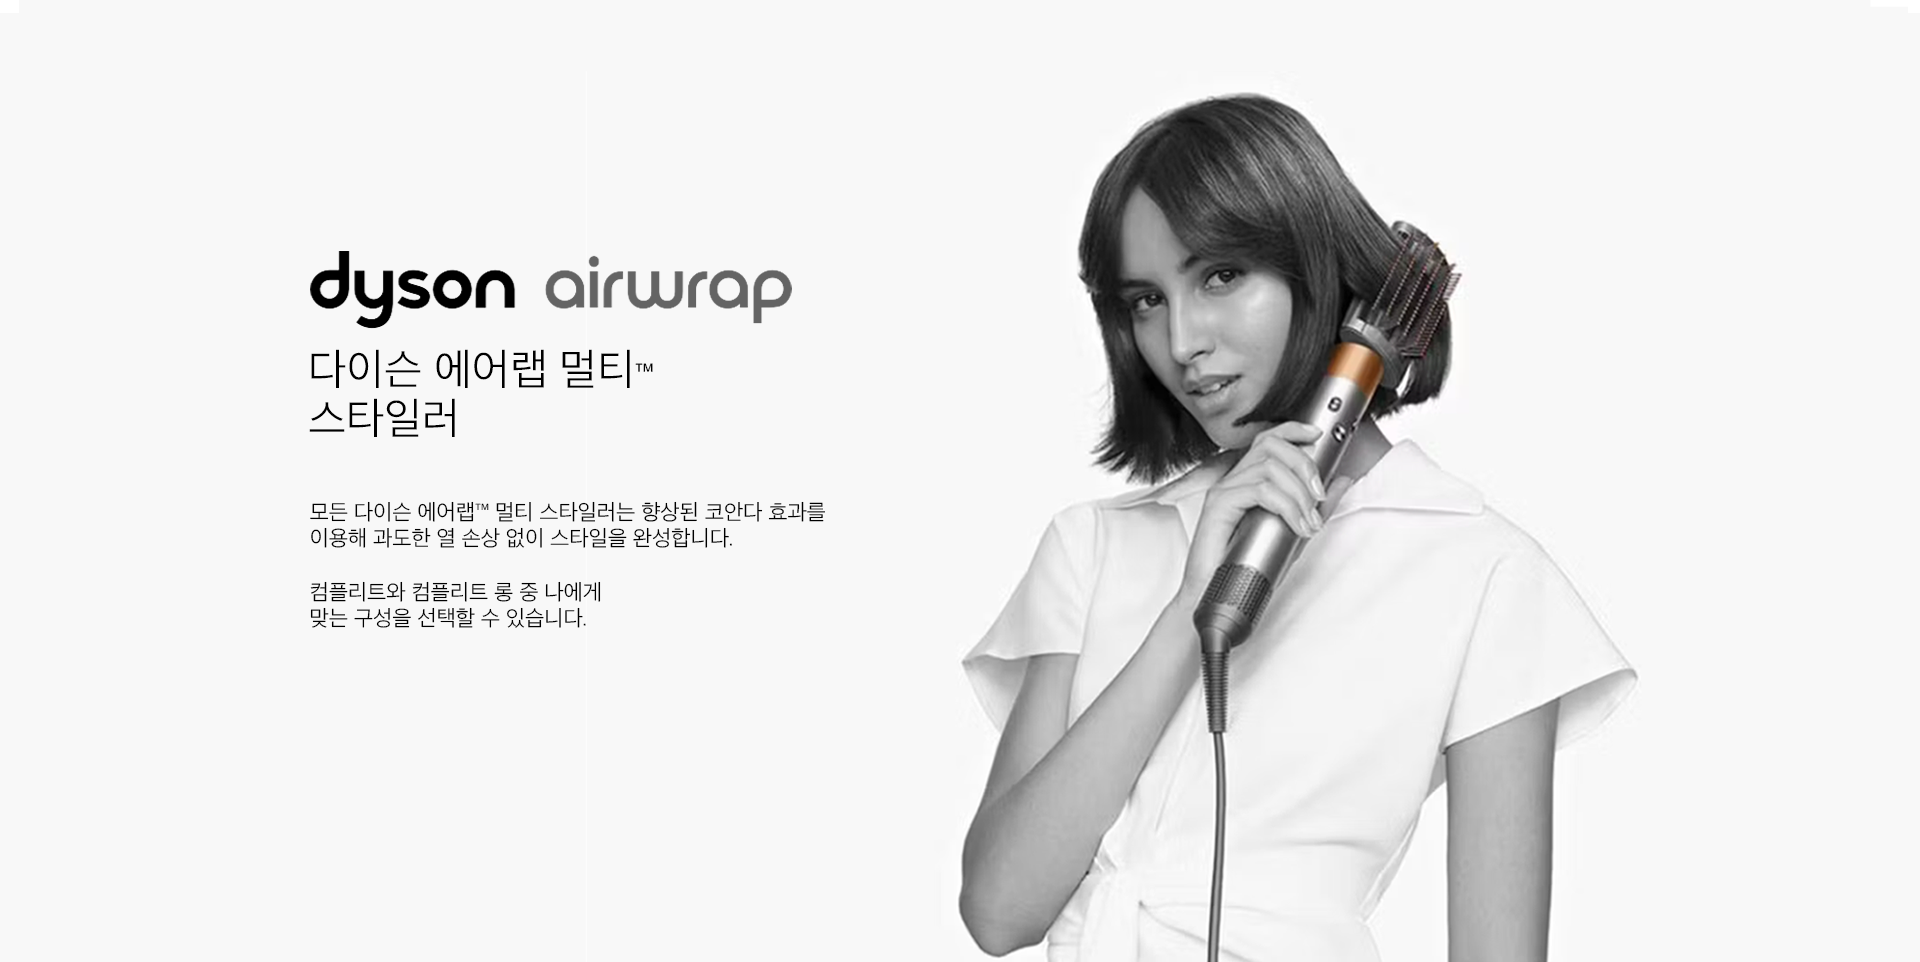 dyson airwrap
다이슨 에어랩 멀티™
스타일러
모든 다이슨 에어랩™ 멀티 스타일러는 향상된 코안다 효과를
이용해 과도한 열 손상 없이 스타일을 완성합니다.
컴플리트와 컴플리트 롱 중 나에게
맞는 구성을 선택할 수 있습니다.